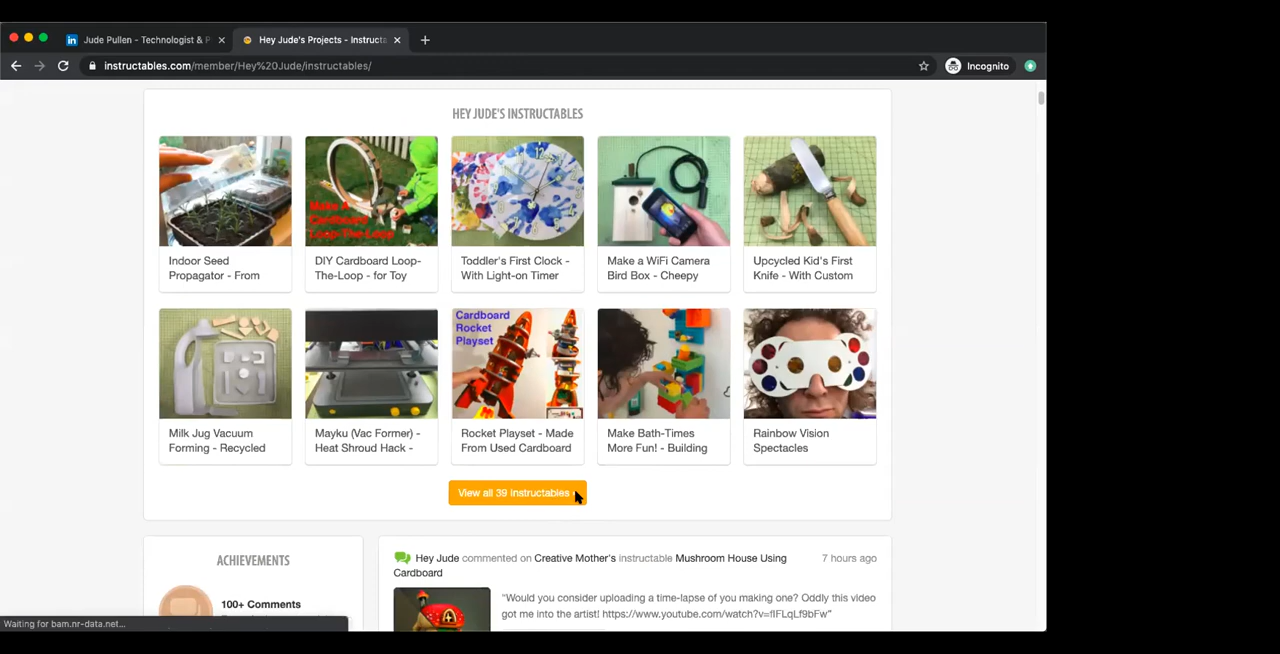 Jude Pullen - Technologist & P
Hey Jude's Projects - Instructa
instructables.com/member/Hey%20Jude/instructables/
Incognito
HEY JUDE'S INSTRUCTABLES
Make A
Cardboard
Loop-The-Loop
Indoor Seed
Propagator - From
DIY Cardboard Loop-
The-Loop - for Toy
Toddler's First Clock -
With Light-on Timer
Make a WiFi Camera
Bird Box - Cheepy
Upcycled Kid's First
Knife - With Custom
Cardboard
Rocket
Playset
Milk Jug Vacuum
Forming - Recycled
Mayku (Vac Former) -
Heat Shroud Hack -
Rocket Playset - Made
From Used Cardboard
Make Bath-Times
More Fun! - Building
Rainbow Vision
Spectacles
View all 39 instructables
ACHIEVEMENTS
100+ Comments
Hey Jude commented on Creative Mother's instructable Mushroom House Using
Cardboard
7 hours ago
"Would you consider uploading a time-lapse of you making one? Oddly this video
got me into the artist! https://www.youtube.com/watch?v=fIFLqLf9bFw"
Waiting for bam.nr-data.net...